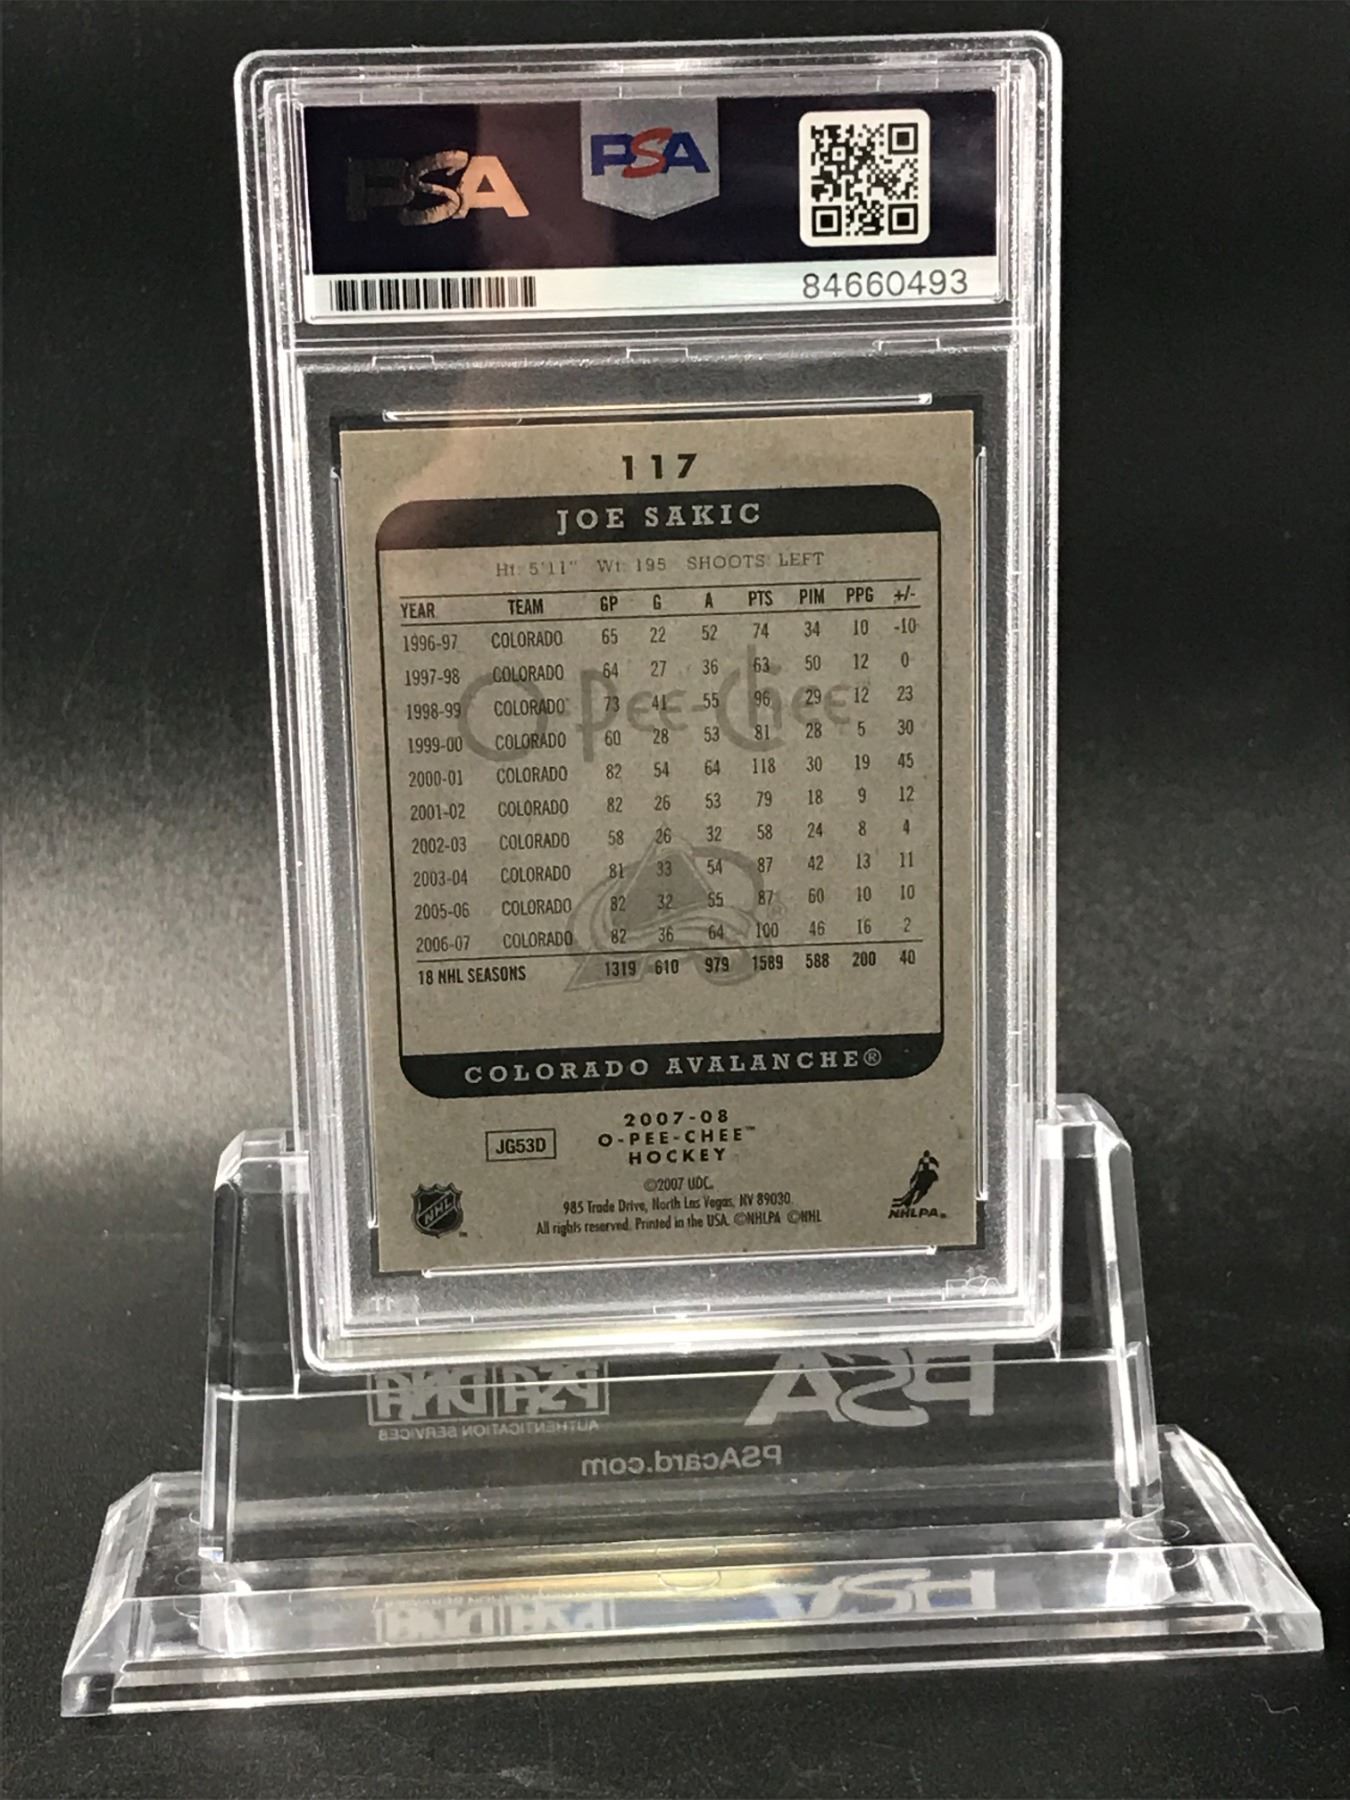 PSA PSA
84660493
117
JOE SAKIC
Ht: 5'11" Wt: 195 SHOOTS: LEFT
YEAR TEAM GP G A PTS PIM PPG +/-
1996-97 COLORADO 65 22 52 74 34 10 -10
1997-98 COLORADO 64 27 36 63 50 12 0
1998-99 COLORADO 73 41 55 96 29 12 23
1999-00 COLORADO 60 28 53 81 28 5 30
2000-01 COLORADO 82 54 64 118 30 19 45
2001-02 COLORADO 82 26 53 79 18 9 12
2002-03 COLORADO 58 26 32 58 24 8 4
2003-04 COLORADO 81 33 54 87 42 13 11
2005-06 COLORADO 82 32 55 87 60 10 10
2006-07 COLORADO 82 36 64 100 46 16 2
18 NHL SEASONS 1319 610 979 1589 588 200 40
O-Pee-Chee
COLORADO AVALANCHE®
2007-08
O-PEE-CHEE™
HOCKEY
JG53D
©2007 UDC.
985 Trade Drive, North Las Vegas, NV 89030.
All rights reserved. Printed in the USA. ©NHLPA ©NHL
NHL™
NHLPA
PSA
PSA PSA/DNA
AUTHENTICATION SERVICES
PSAcard.com